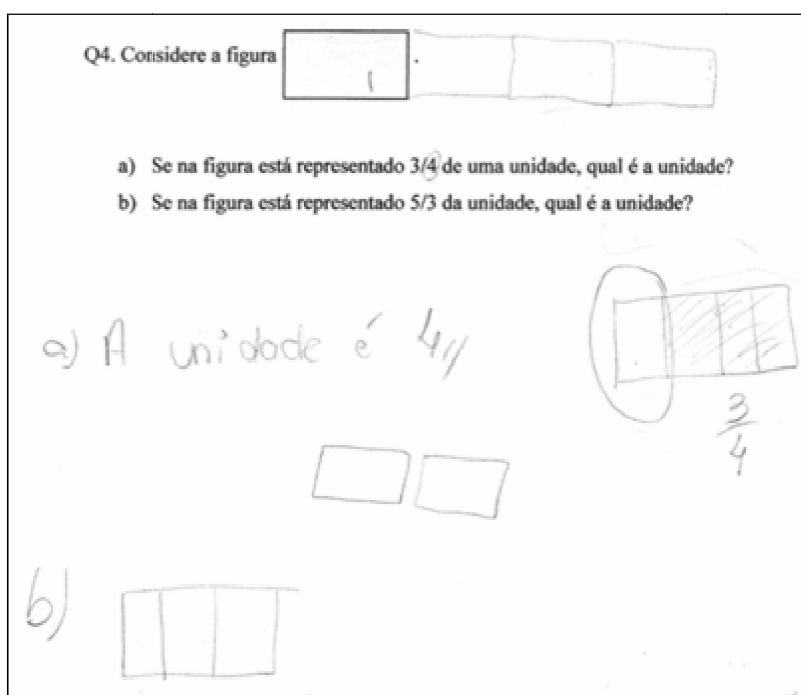 Q4. Considere a figura
1
.
a) Se na figura está representado 3/4 de uma unidade, qual é a unidade?
b) Se na figura está representado 5/3 da unidade, qual é a unidade?
a) A unidade é 4//
3
4
b)